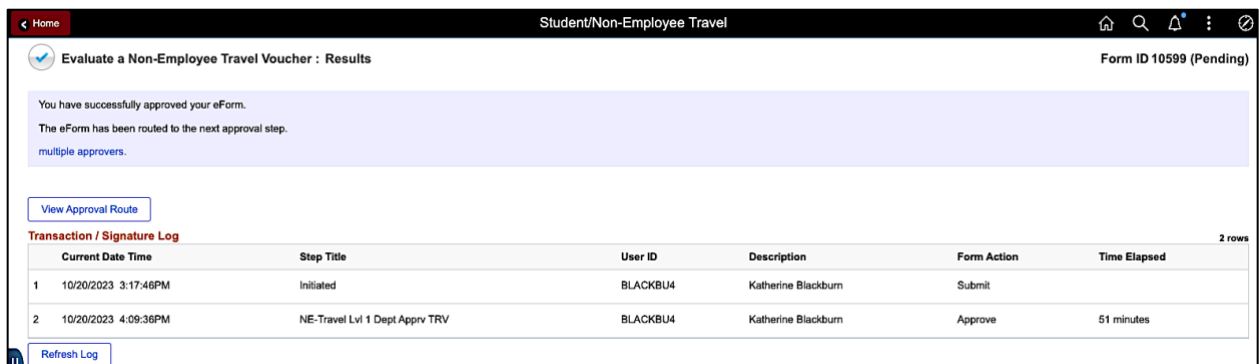 Home
Student/Non-Employee Travel
Evaluate a Non-Employee Travel Voucher : Results
Form ID 10599 (Pending)
You have successfully approved your eForm.
The eForm has been routed to the next approval step.
multiple approvers.
View Approval Route
Transaction / Signature Log
2 rows
Current Date Time Step Title User ID Description Form Action Time Elapsed
1 10/20/2023 3:17:46PM Initiated BLACKBU4 Katherine Blackburn Submit
2 10/20/2023 4:09:36PM NE-Travel Lvl 1 Dept Apprv TRV BLACKBU4 Katherine Blackburn Approve 51 minutes
Refresh Log